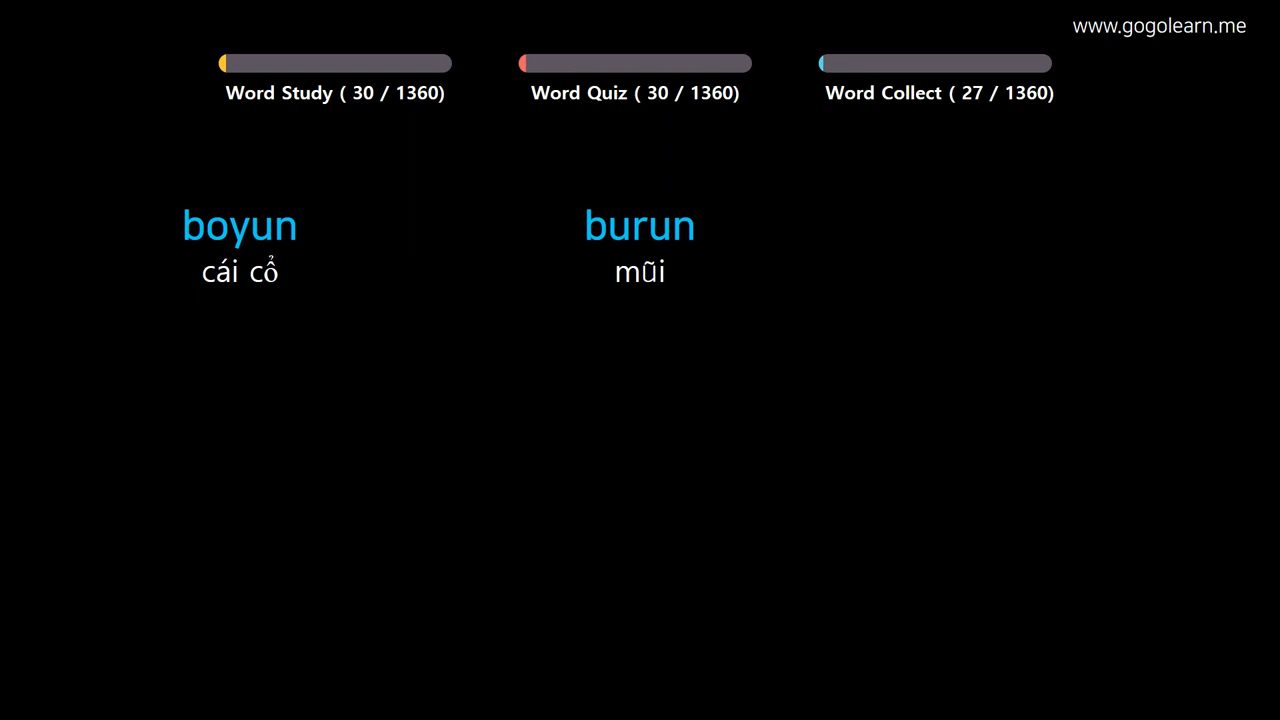 www.gogolearn.me
Word Study ( 30 / 1360)
Word Quiz ( 30 / 1360)
Word Collect ( 27 / 1360)
boyun
cái cổ
burun
mũi